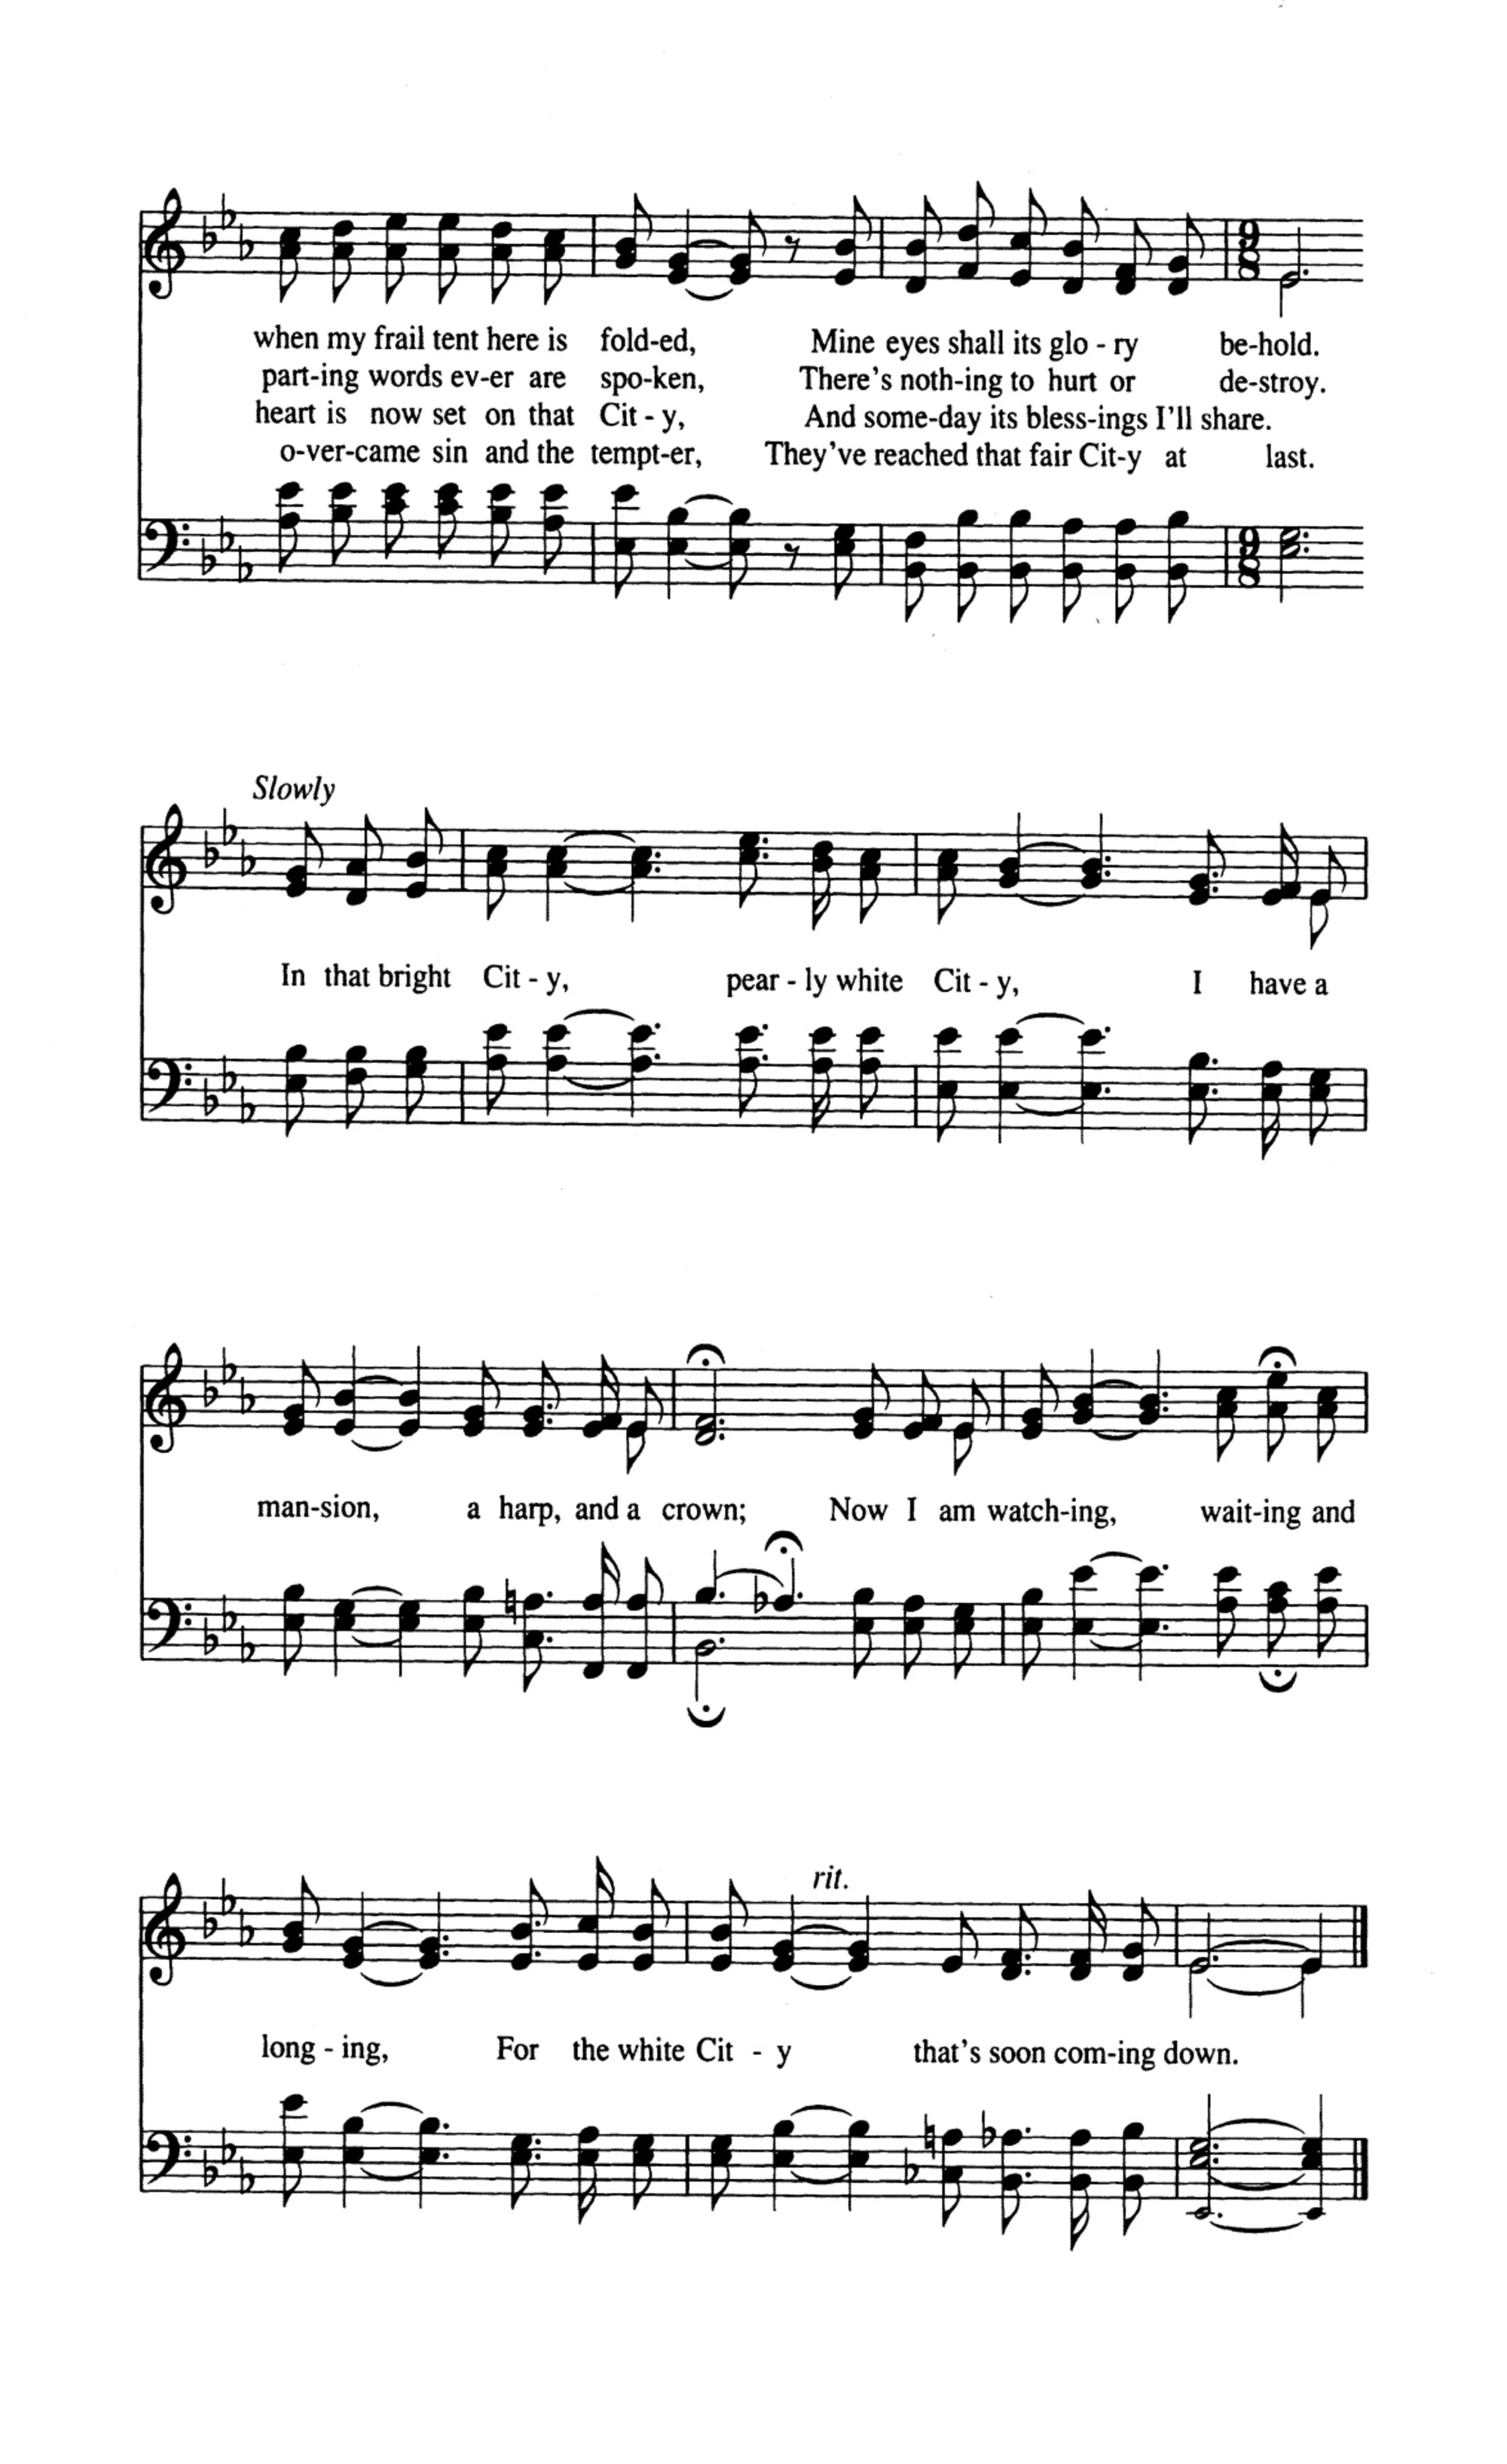 when my frail tent here is fold-ed, Mine eyes shall its glo - ry be-hold.
part-ing words ev-er are spo-ken, There's noth-ing to hurt or de-stroy.
heart is now set on that Cit - y, And some-day its bless-ings I'll share.
o-ver-came sin and the tempt-er, They've reached that fair Cit-y at last.
9
8
9
8
Slowly
In that bright Cit - y, pear - ly white Cit - y, I have a
man-sion, a harp, and a crown; Now I am watch-ing, wait-ing and
rit.
long - ing, For the white Cit - y that's soon com-ing down.